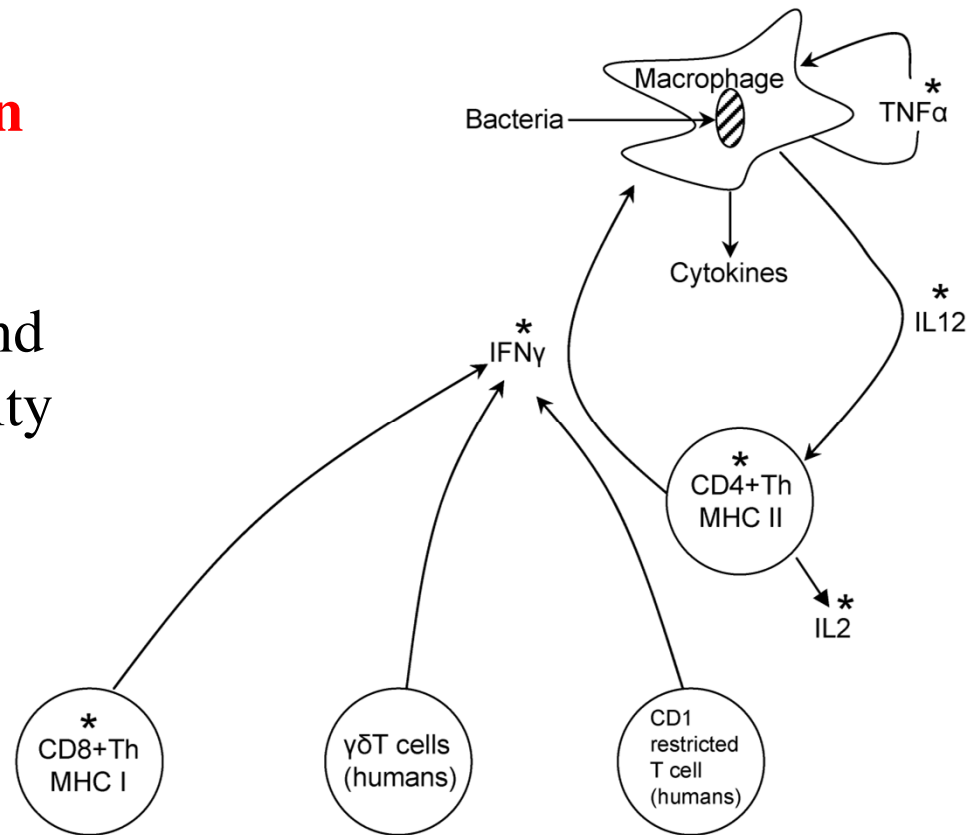 n
Macrophage
*
TNFα
Bacteria
Cytokines
*
IL12
nd
*
IFNγ
ity
*
CD4+Th
MHC II
*
IL2
*
CD8+Th
MHC I
γδT cells
(humans)
CD1
restricted
T cell
(humans)